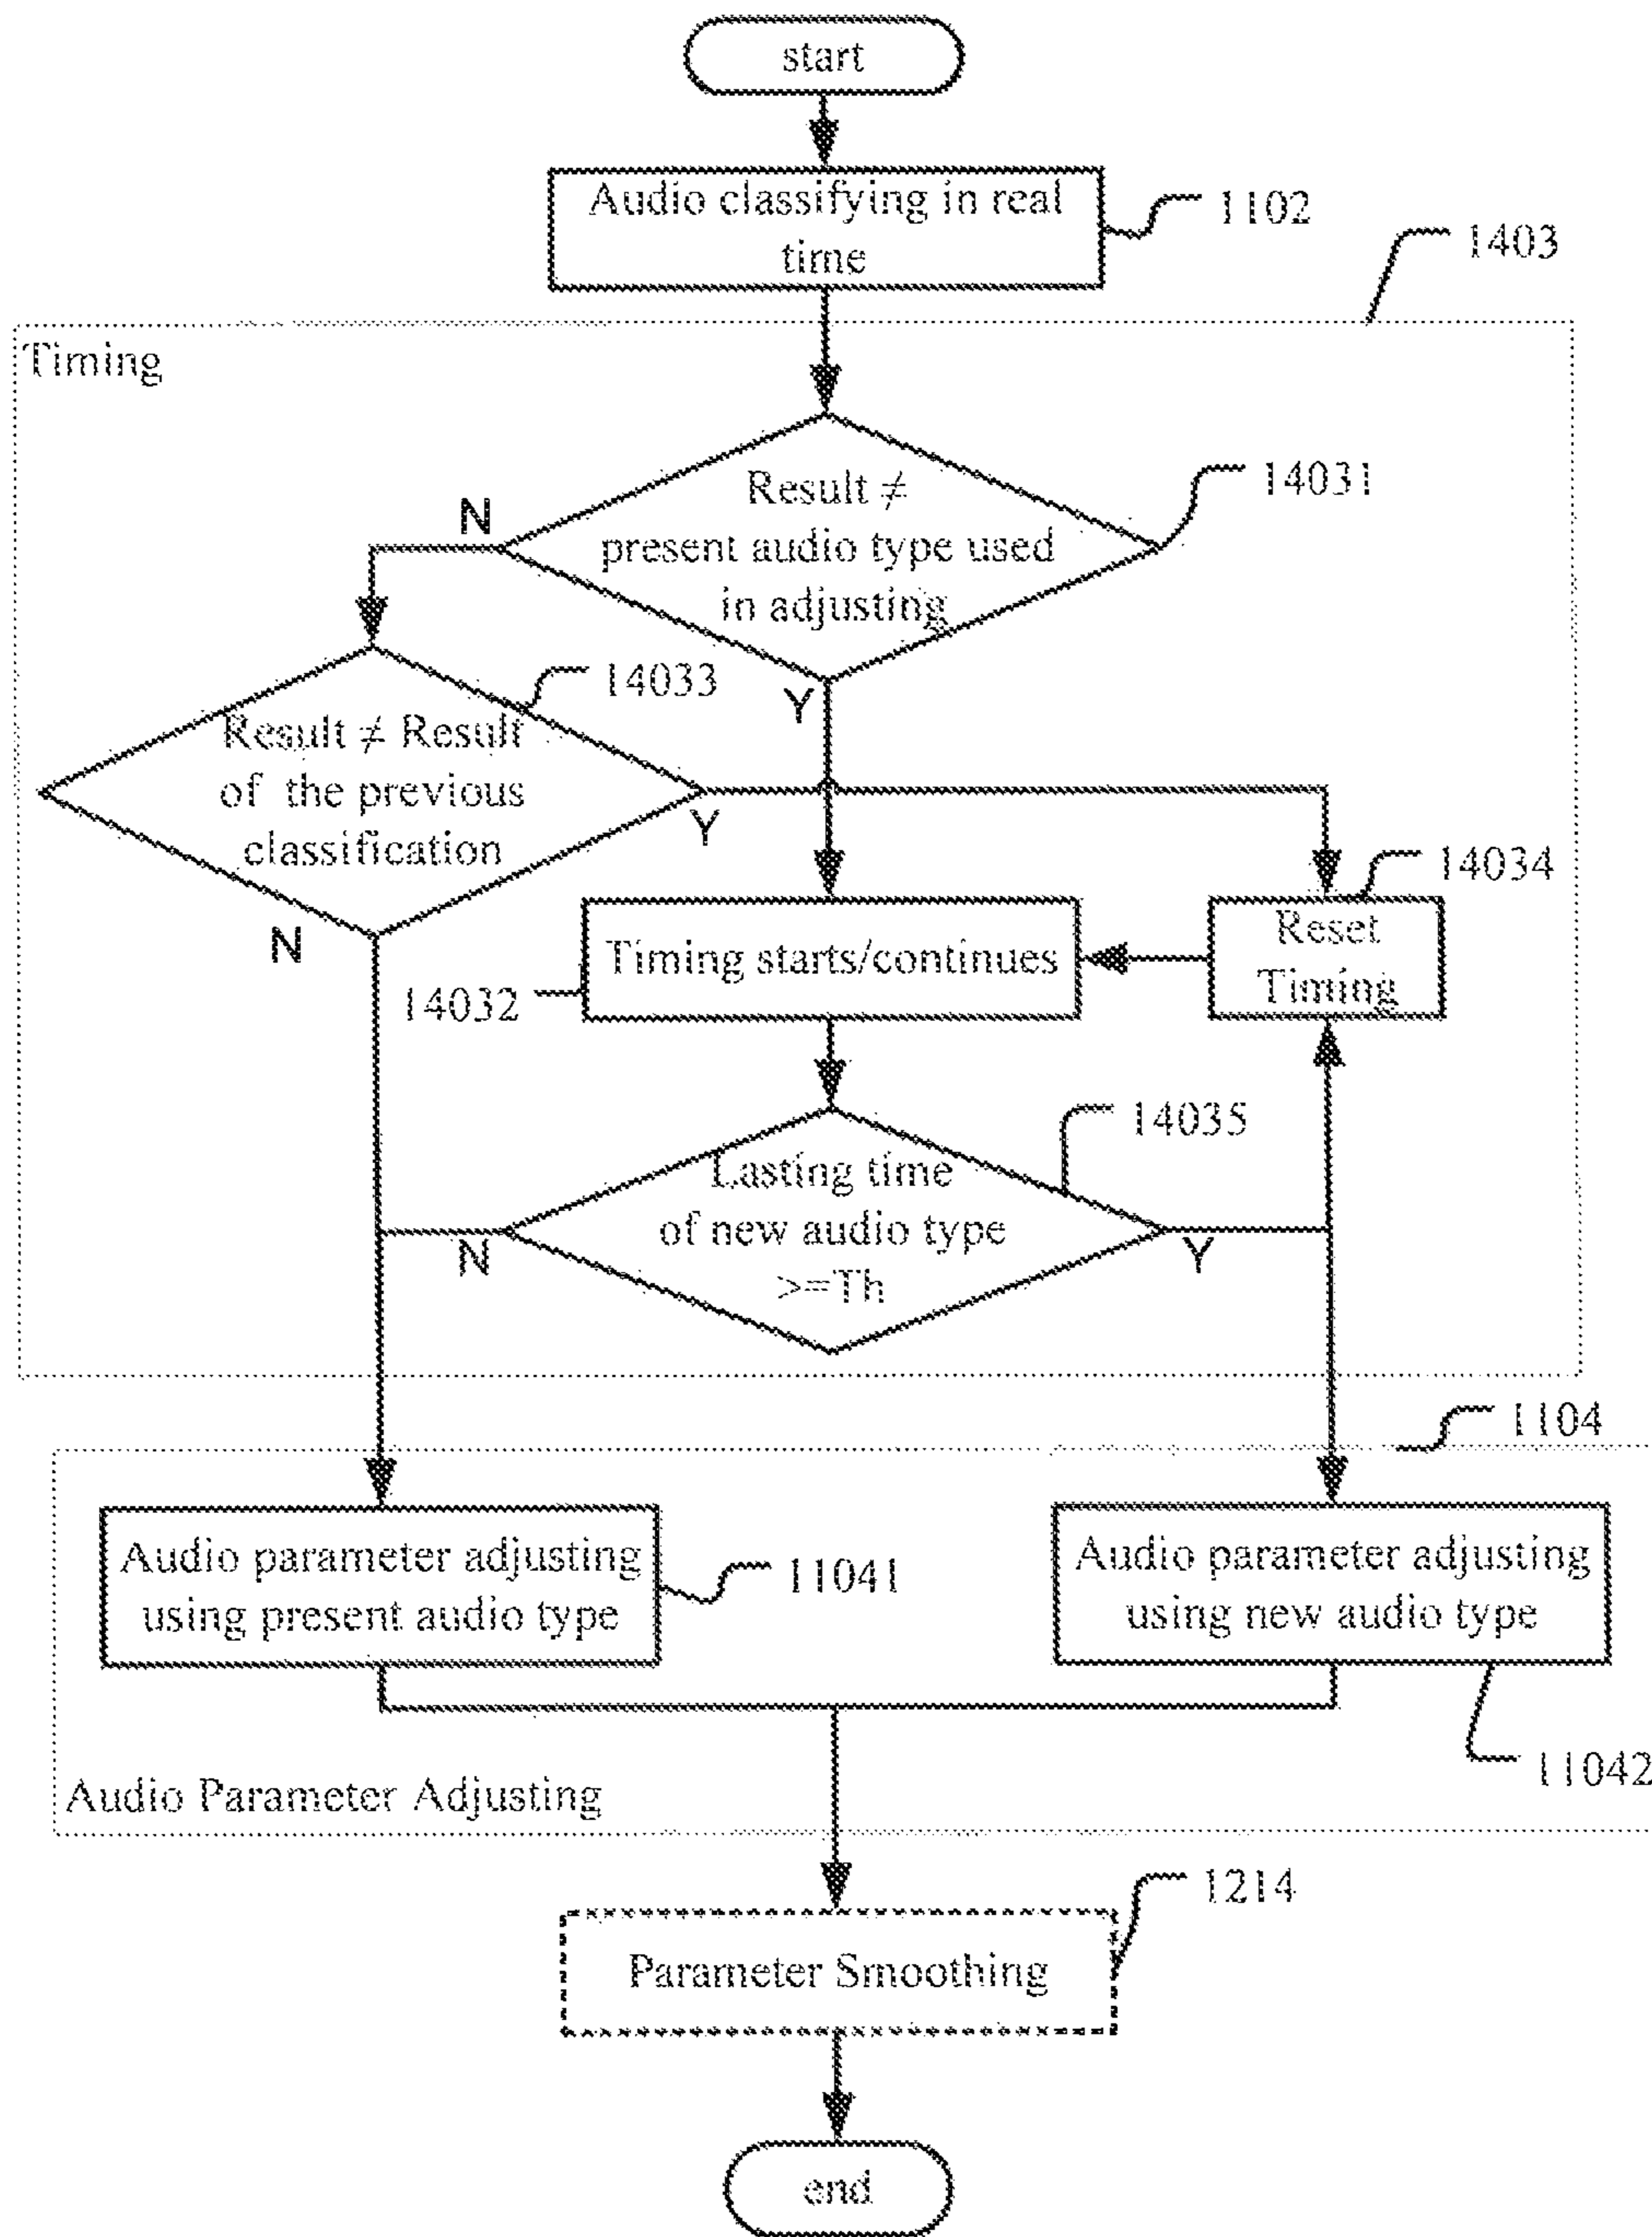 start
Audio classifying in real
time
1102
1403
Timing
Result ≠
present audio type used
in adjusting
14031
N
Y
14033
Result ≠ Result
of the previous
classification
Y
N
14034
Reset
Timing
Timing starts/continues
14032
14035
Lasting time
of new audio type
>=Th
N
Y
1104
Audio parameter adjusting
using present audio type
11041
Audio parameter adjusting
using new audio type
11042
Audio Parameter Adjusting
1214
Parameter Smoothing
end